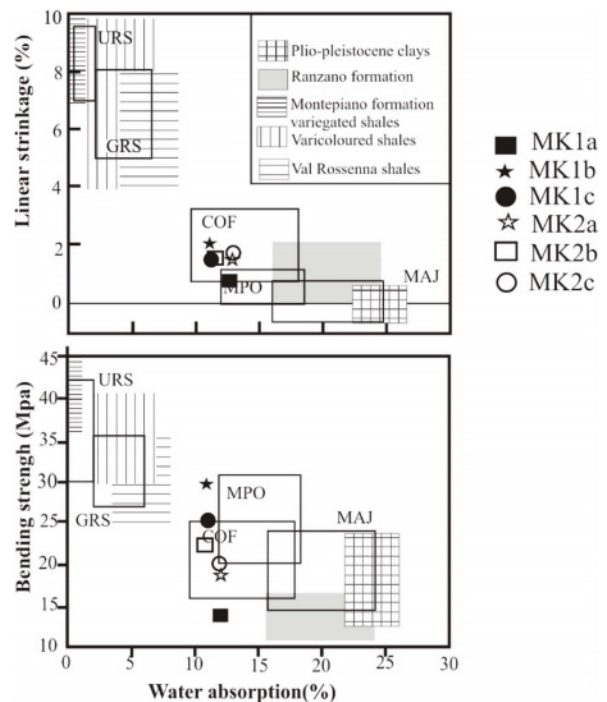 Linear strinkage (%)
10
8
6
4
2
0
URS
GRS
COF
MPO
MAJ
Plio-pleistocene clays
Ranzano formation
Montepiano formation
variegated shales
Varicoloured shales
Val Rossenna shales
MK1a
MK1b
MK1c
MK2a
MK2b
MK2c
Bending strengh (Mpa)
45
40
35
30
25
20
15
10
URS
GRS
MPO
COF
MAJ
0 5 10 15 20 25 30
Water absorption(%)